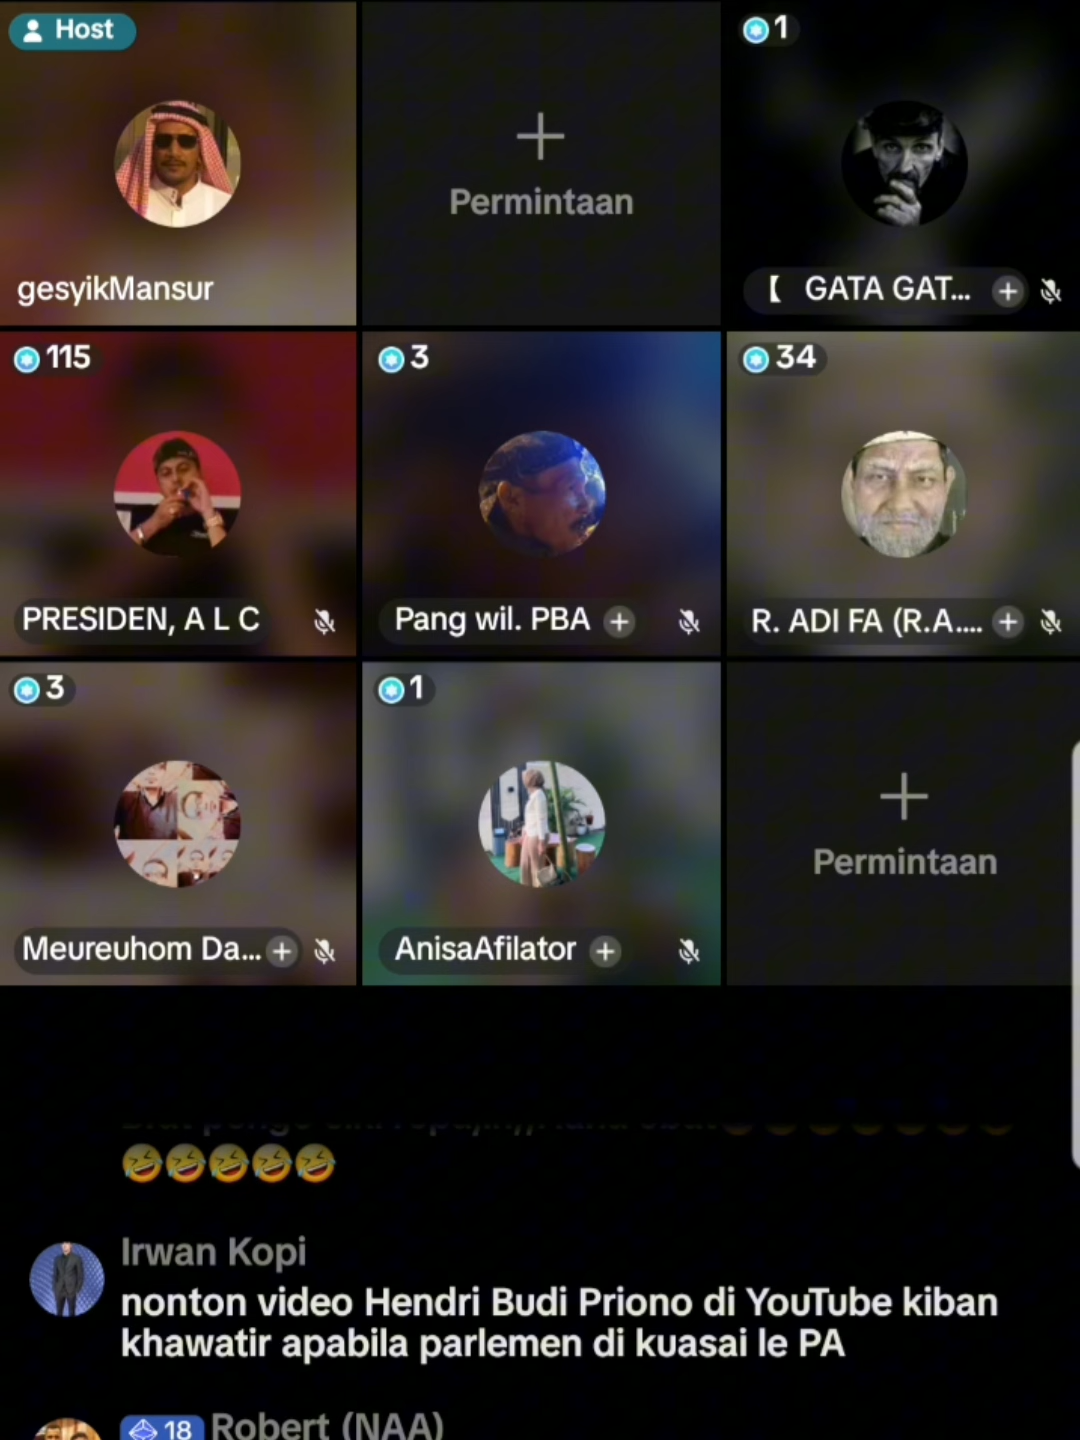 Host
1
Permintaan
gesyikMansur
【 GATA GAT...
115
3
34
PRESIDEN, A L C
Pang wil. PBA
R. ADI FA (R.A....
3
1
Permintaan
Meureuhom Da...
AnisaAfilator
🤣🤣🤣🤣🤣
Irwan Kopi
nonton video Hendri Budi Priono di YouTube kiban
khawatir apabila parlemen di kuasai le PA
18 Robert (NAA)